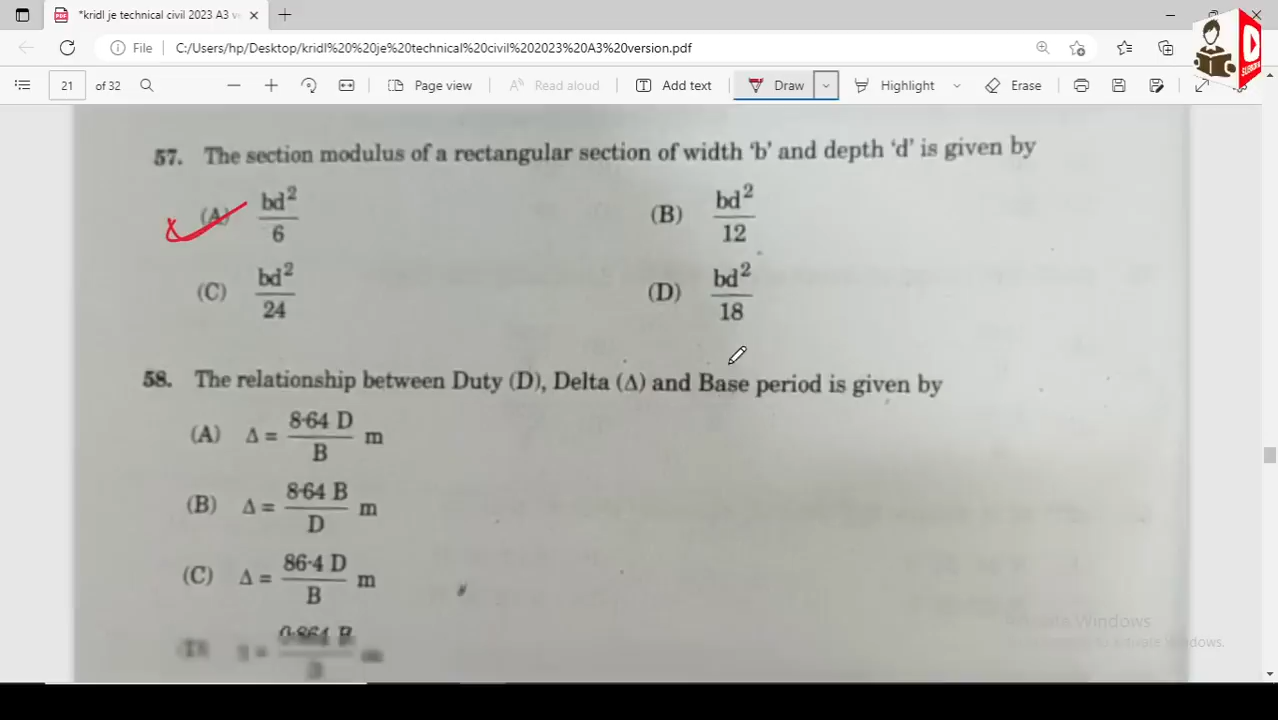 *kridl je technical civil 2023 A3 v
File C:/Users/hp/Desktop/kridl%20%20je%20technical%20civil%202023%20A3%20version.pdf
21 of 32 Page view Read aloud Add text Draw Highlight Erase
57. The section modulus of a rectangular section of width ‘b’ and depth ‘d’ is given by
(A) bd²/6 (B) bd²/12
(C) bd²/24 (D) bd²/18
58. The relationship between Duty (D), Delta (Δ) and Base period is given by
(A) Δ = 8·64 D/B m
(B) Δ = 8·64 B/D m
(C) Δ = 86·4 D/B m
Activate Windows